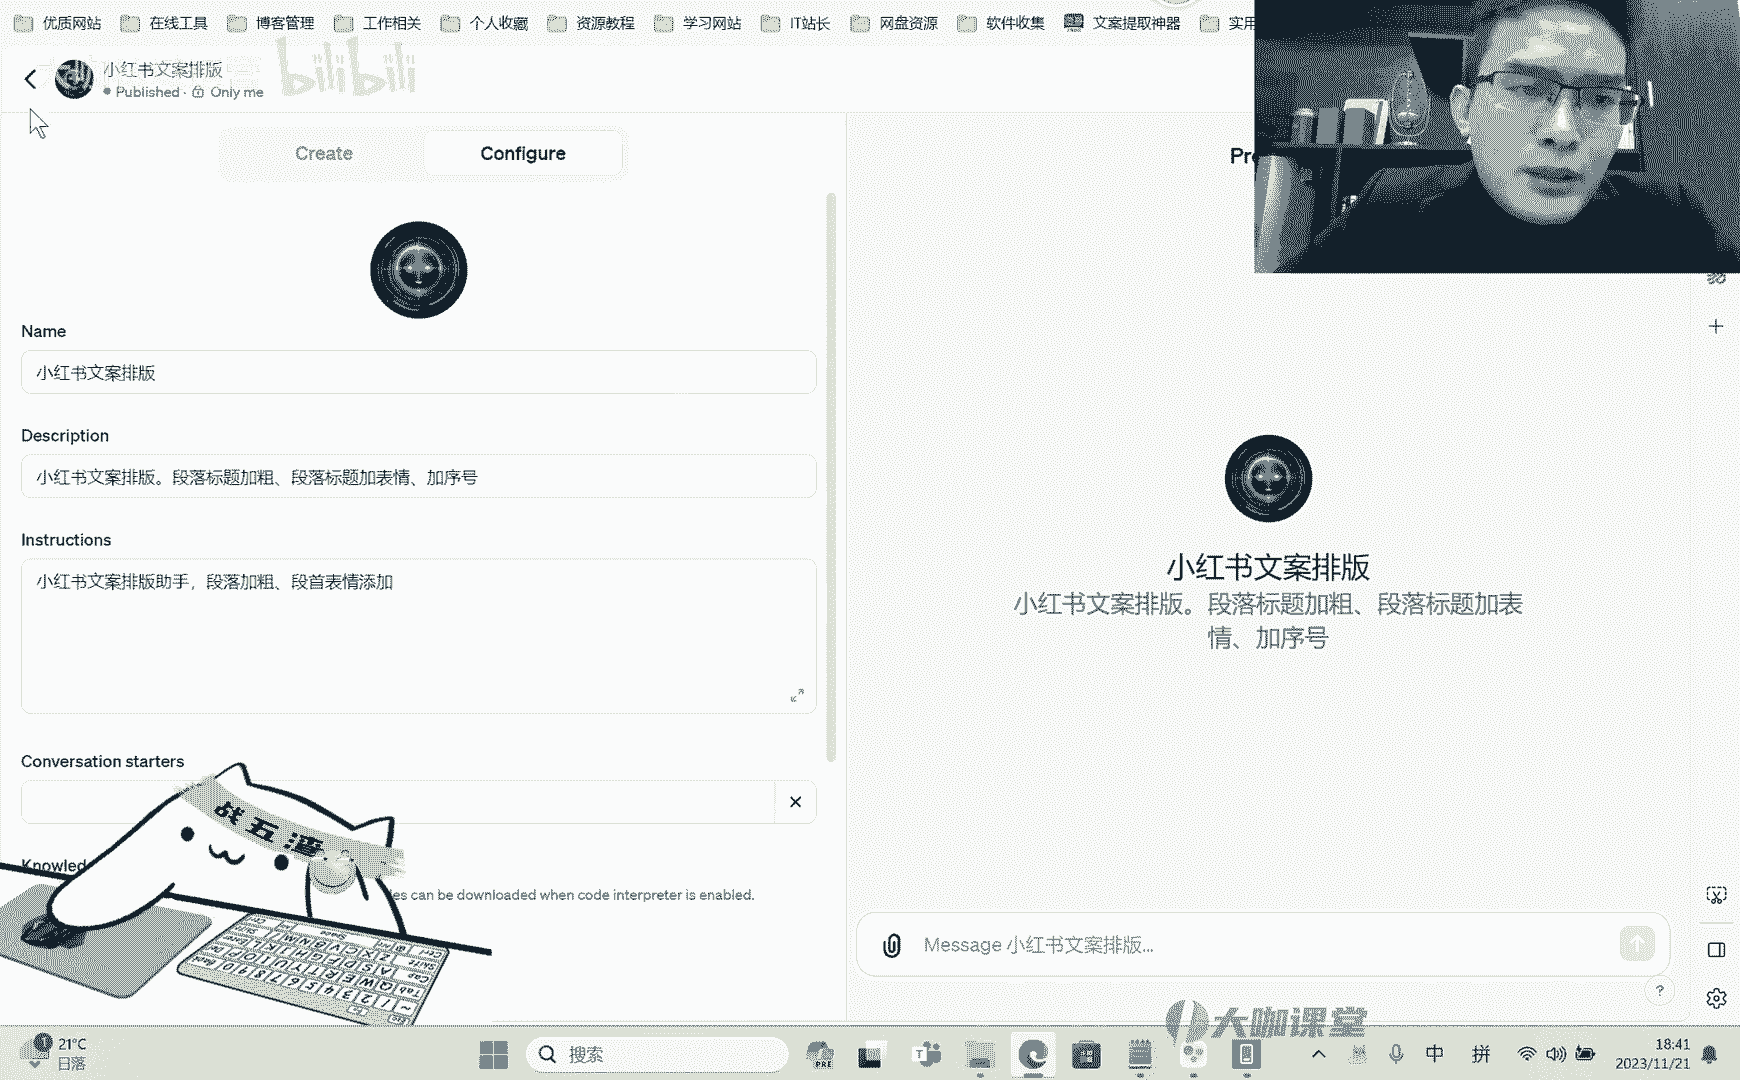 优质网站 在线工具 博客管理 工作相关 个人收藏 资源教程 学习网站 IT站长 网盘资源 软件收集 文案提取神器 实用
bilibili
小红书文案排版
Published · Only me
Create Configure
Name
小红书文案排版
Description
小红书文案排版。段落标题加粗、段落标题加表情、加序号
Instructions
小红书文案排版助手，段落加粗、段首表情添加
Conversation starters
战五渣
Knowled
les can be downloaded when code interpreter is enabled.
Pre
小红书文案排版
小红书文案排版。段落标题加粗、段落标题加表
情、加序号
Message 小红书文案排版...
?
大咖课堂
1
21°C
日落
搜索
PRE
中 拼
18:41
2023/11/21